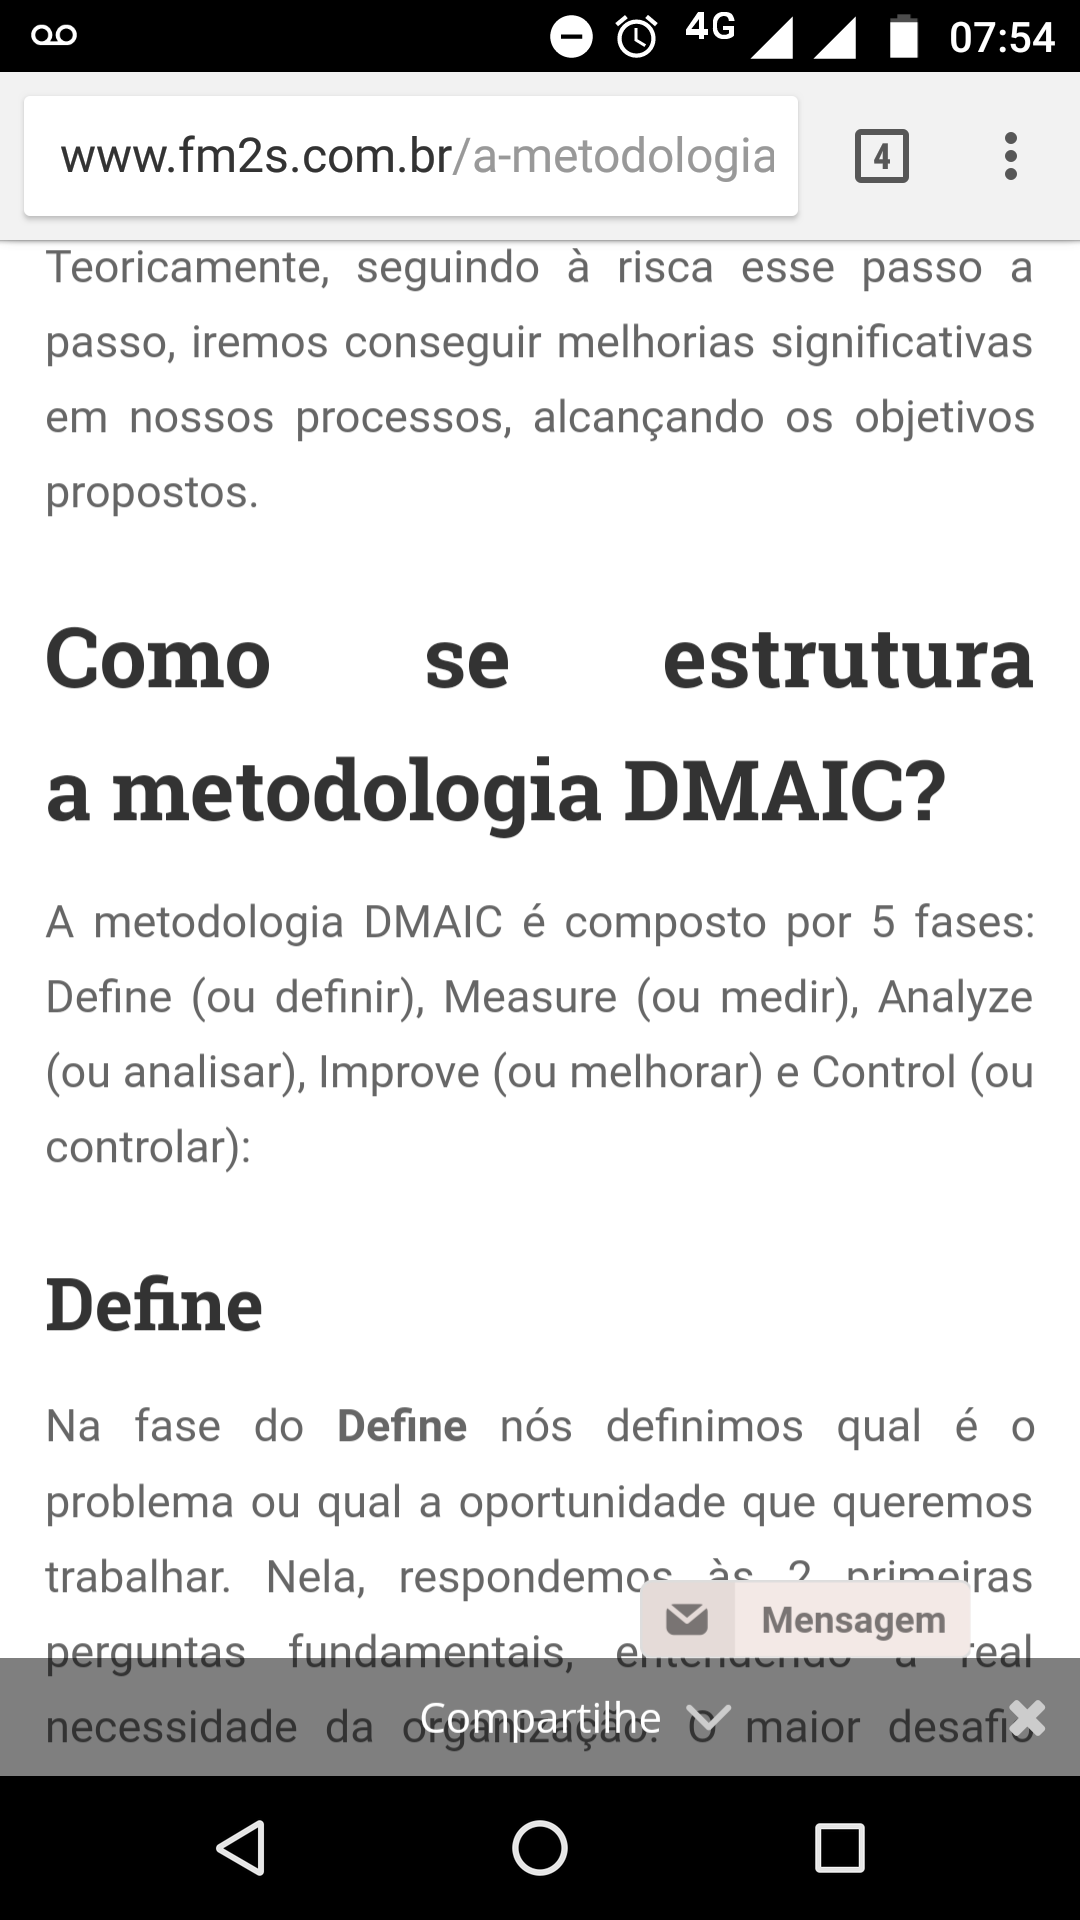 4G 07:54
www.fm2s.com.br/a-metodologia
4
Teoricamente, seguindo à risca esse passo a
passo, iremos conseguir melhorias significativas
em nossos processos, alcançando os objetivos
propostos.
Como se estrutura
a metodologia DMAIC?
A metodologia DMAIC é composto por 5 fases:
Define (ou definir), Measure (ou medir), Analyze
(ou analisar), Improve (ou melhorar) e Control (ou
controlar):
Define
Na fase do Define nós definimos qual é o
problema ou qual a oportunidade que queremos
trabalhar. Nela, respondemos às 2 primeiras
Mensagem
perguntas fundamentais, entendendo a real
necessidade da organização. O maior desafio
Compartilhe